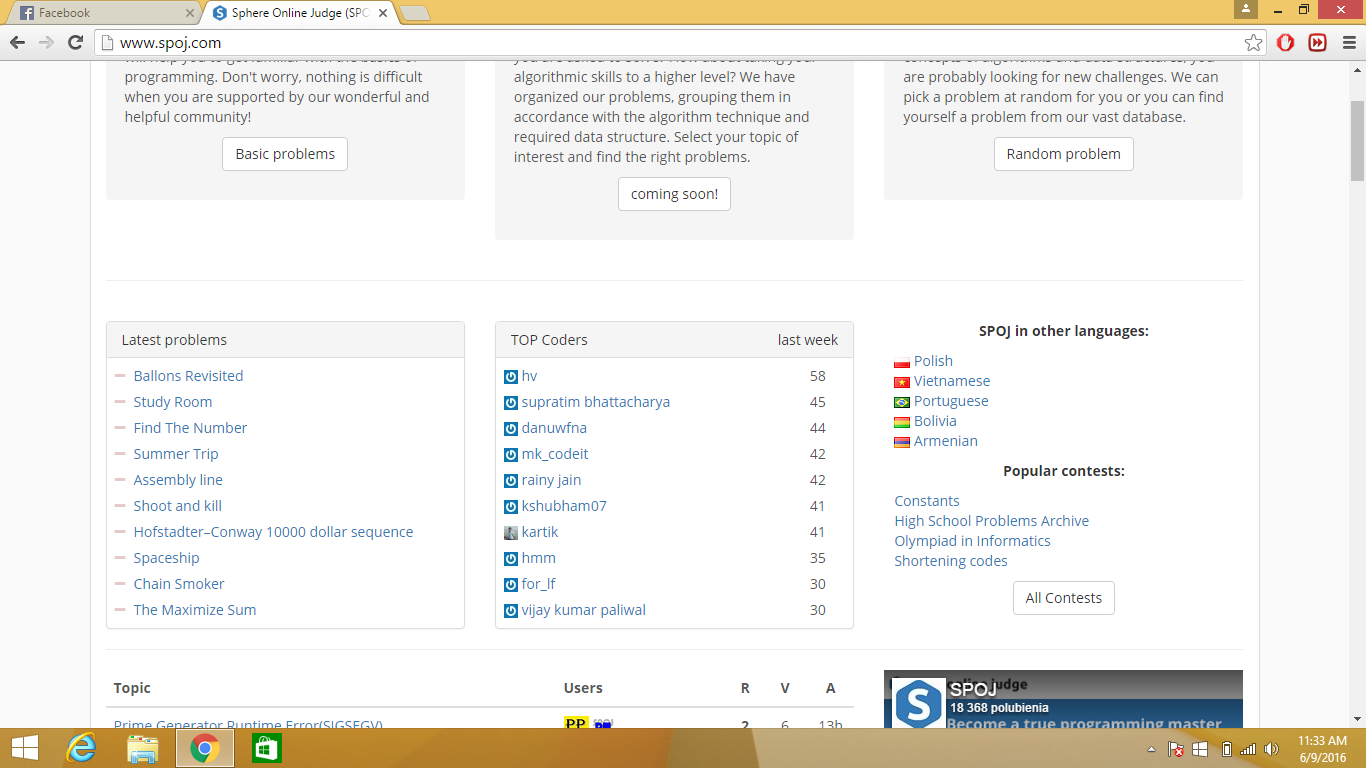 Facebook
Sphere Online Judge (SPO
www.spoj.com
programming. Don't worry, nothing is difficult
when you are supported by our wonderful and
helpful community!
Basic problems
algorithmic skills to a higher level? We have
organized our problems, grouping them in
accordance with the algorithm technique and
required data structure. Select your topic of
interest and find the right problems.
coming soon!
are probably looking for new challenges. We can
pick a problem at random for you or you can find
yourself a problem from our vast database.
Random problem
Latest problems
Ballons Revisited
Study Room
Find The Number
Summer Trip
Assembly line
Shoot and kill
Hofstadter–Conway 10000 dollar sequence
Spaceship
Chain Smoker
The Maximize Sum
TOP Coders last week
hv 58
supratim bhattacharya 45
danuwfna 44
mk_codeit 42
rainy jain 42
kshubham07 41
kartik 41
hmm 35
for_lf 30
vijay kumar paliwal 30
SPOJ in other languages:
Polish
Vietnamese
Portuguese
Bolivia
Armenian
Popular contests:
Constants
High School Problems Archive
Olympiad in Informatics
Shortening codes
All Contests
Topic Users R V A
Prime Generator Runtime Error(SIGSEGV) PP 2 6 13h
judge
SPOJ
18 368 polubienia
Become a true programming master
11:33 AM
6/9/2016